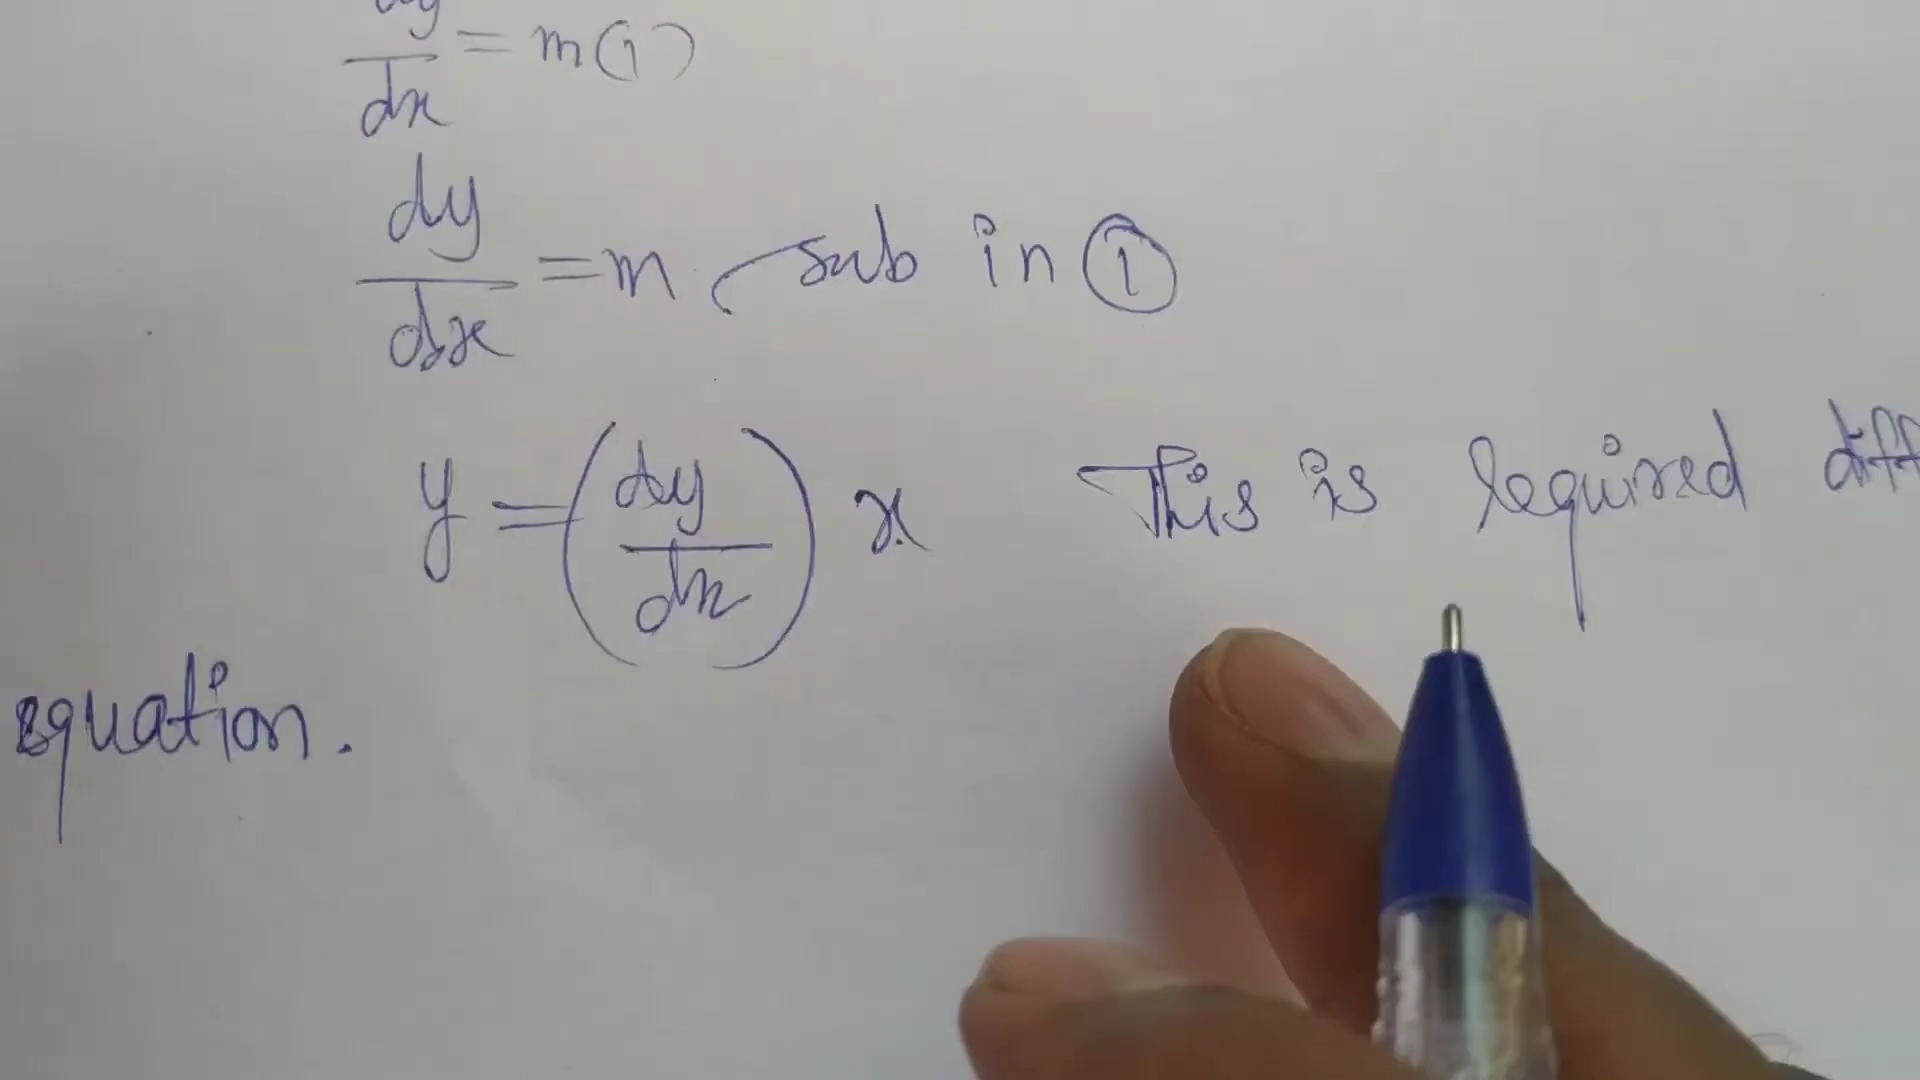 dy/dx = m(1)
dy/dx = m sub in ①
y = (dy/dx) x This is required diff
equation.